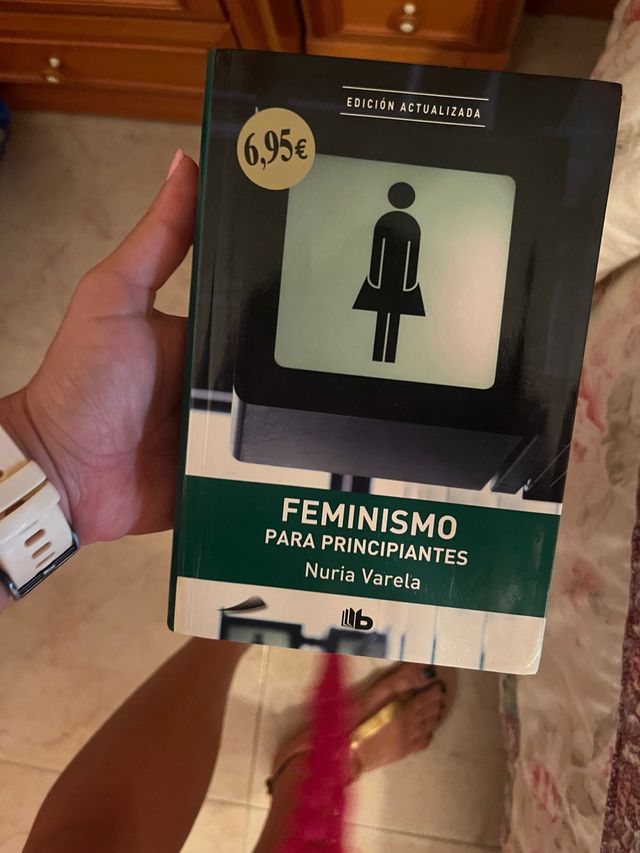 EDICIÓN ACTUALIZADA
6,95€
FEMINISMO
PARA PRINCIPIANTES
Nuria Varela
b